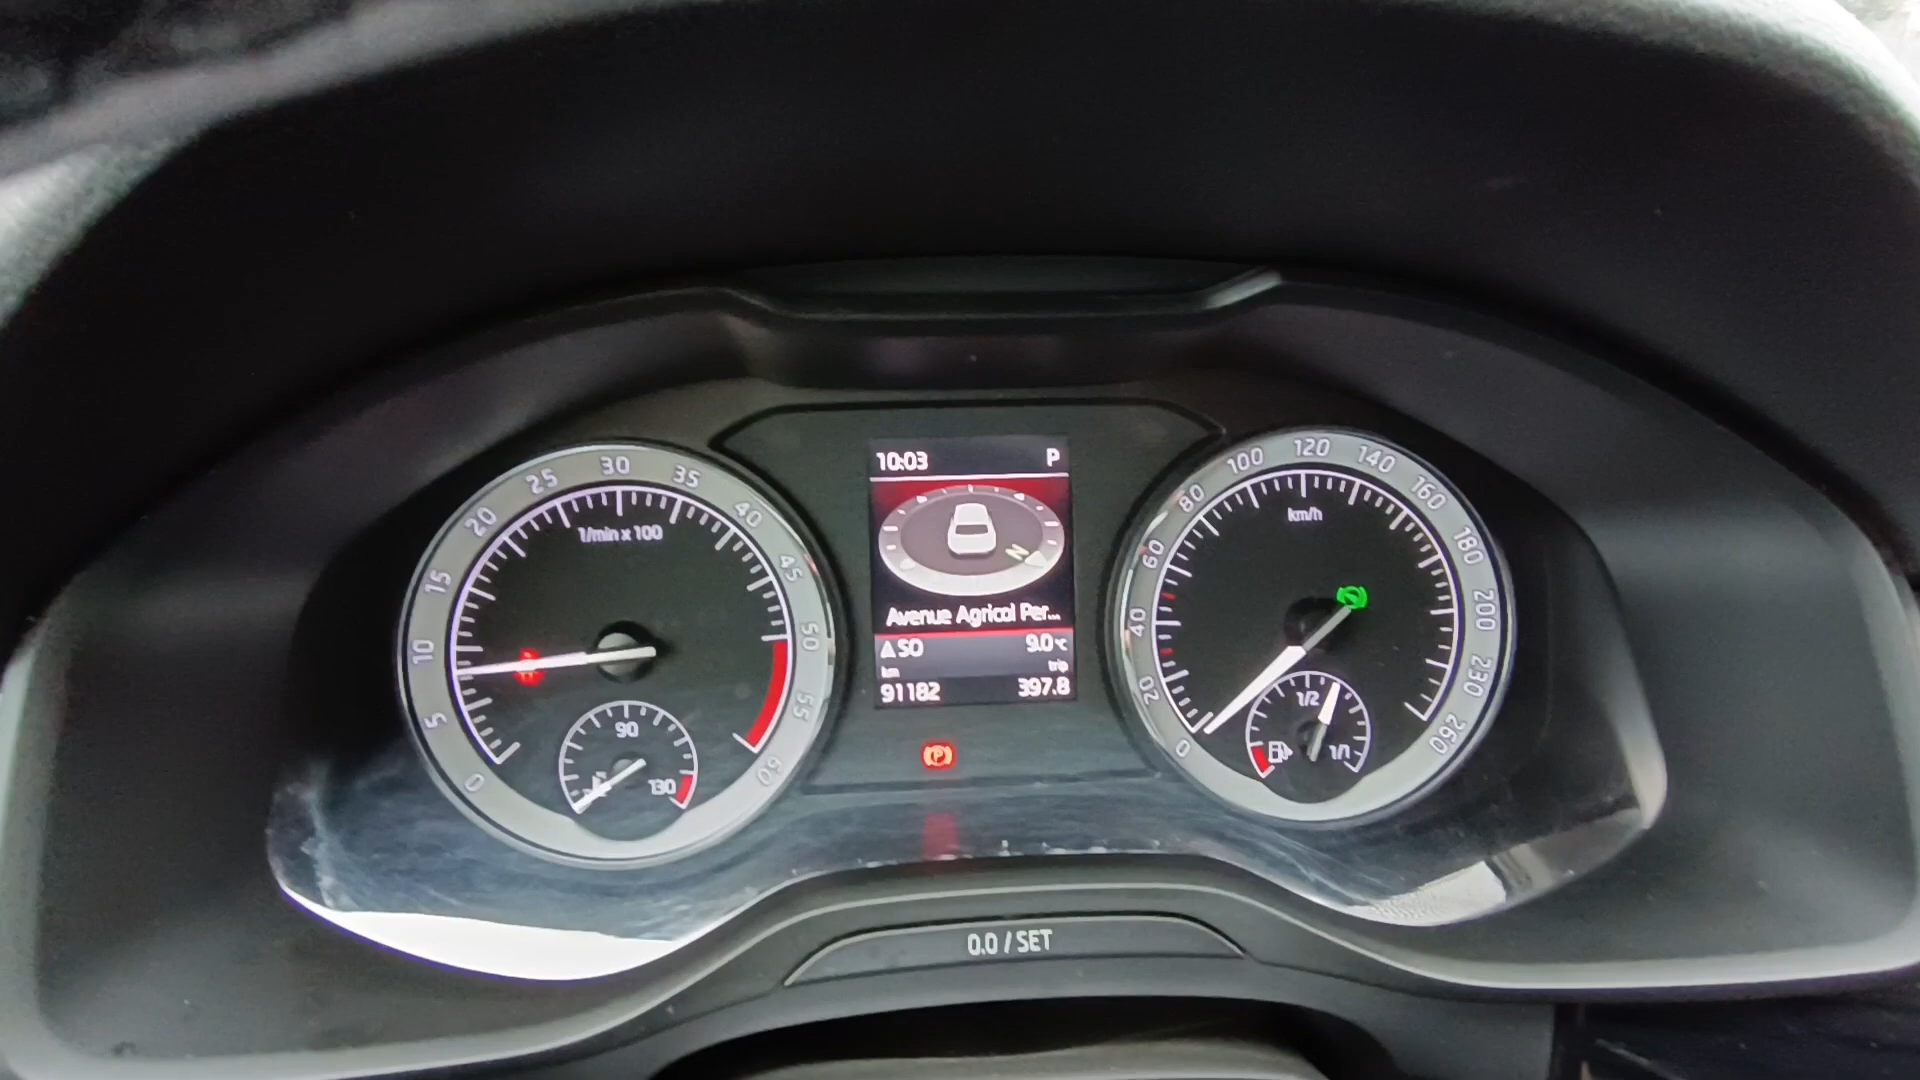 10:03 P
N
Avenue Agricol Per...
SO 9.0 °C
km trip
91182 397.8
0 5 10 15 20 25 30 35 40 45 50 55 60
1/min x 100
90 130
0 20 40 60 80 100 120 140 160 180 200 230 260
km/h
1/2 1/1
(P)
0.0 / SET